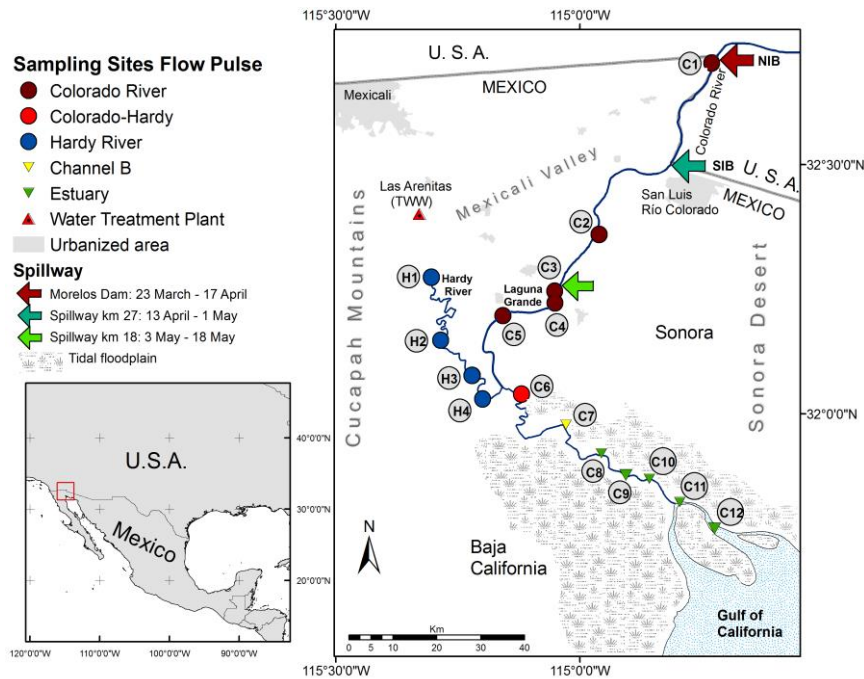 Sampling Sites Flow Pulse
Colorado River
Colorado-Hardy
Hardy River
Channel B
Estuary
Water Treatment Plant
Urbanized area
Spillway
Morelos Dam: 23 March - 17 April
Spillway km 27: 13 April - 1 May
Spillway km 18: 3 May - 18 May
Tidal floodplain
U.S.A.
Mexico
40°0'0"N
30°0'0"N
20°0'0"N
120°0'0"W
110°0'0"W
100°0'0"W
90°0'0"W
115°30'0"W
115°0'0"W
U. S. A.
MEXICO
Mexicali
C1
NIB
Colorado River
SIB
U. S. A.
MEXICO
32°30'0"N
San Luis
Río Colorado
Mexicali Valley
Las Arenitas
(TWW)
Cucapah Mountains
C2
C3
H1
Hardy
River
Laguna
Grande
C4
C5
H2
H3
H4
C6
C7
Sonora
Sonora Desert
32°0'0"N
C8
C9
C10
C11
C12
N
Baja
California
Gulf of
California
Km
0 5 10 20 30 40
115°30'0"W
115°0'0"W